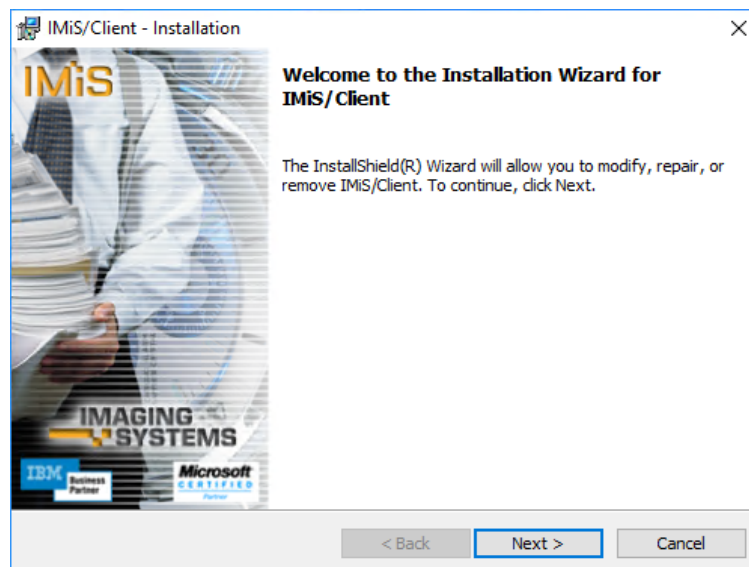 IMiS/Client - Installation
IMiS
Welcome to the Installation Wizard for
IMiS/Client
The InstallShield(R) Wizard will allow you to modify, repair, or
remove IMiS/Client. To continue, click Next.
IMAGING
SYSTEMS
IBM
Business
Partner
Microsoft
CERTIFIED
Partner
< Back
Next >
Cancel